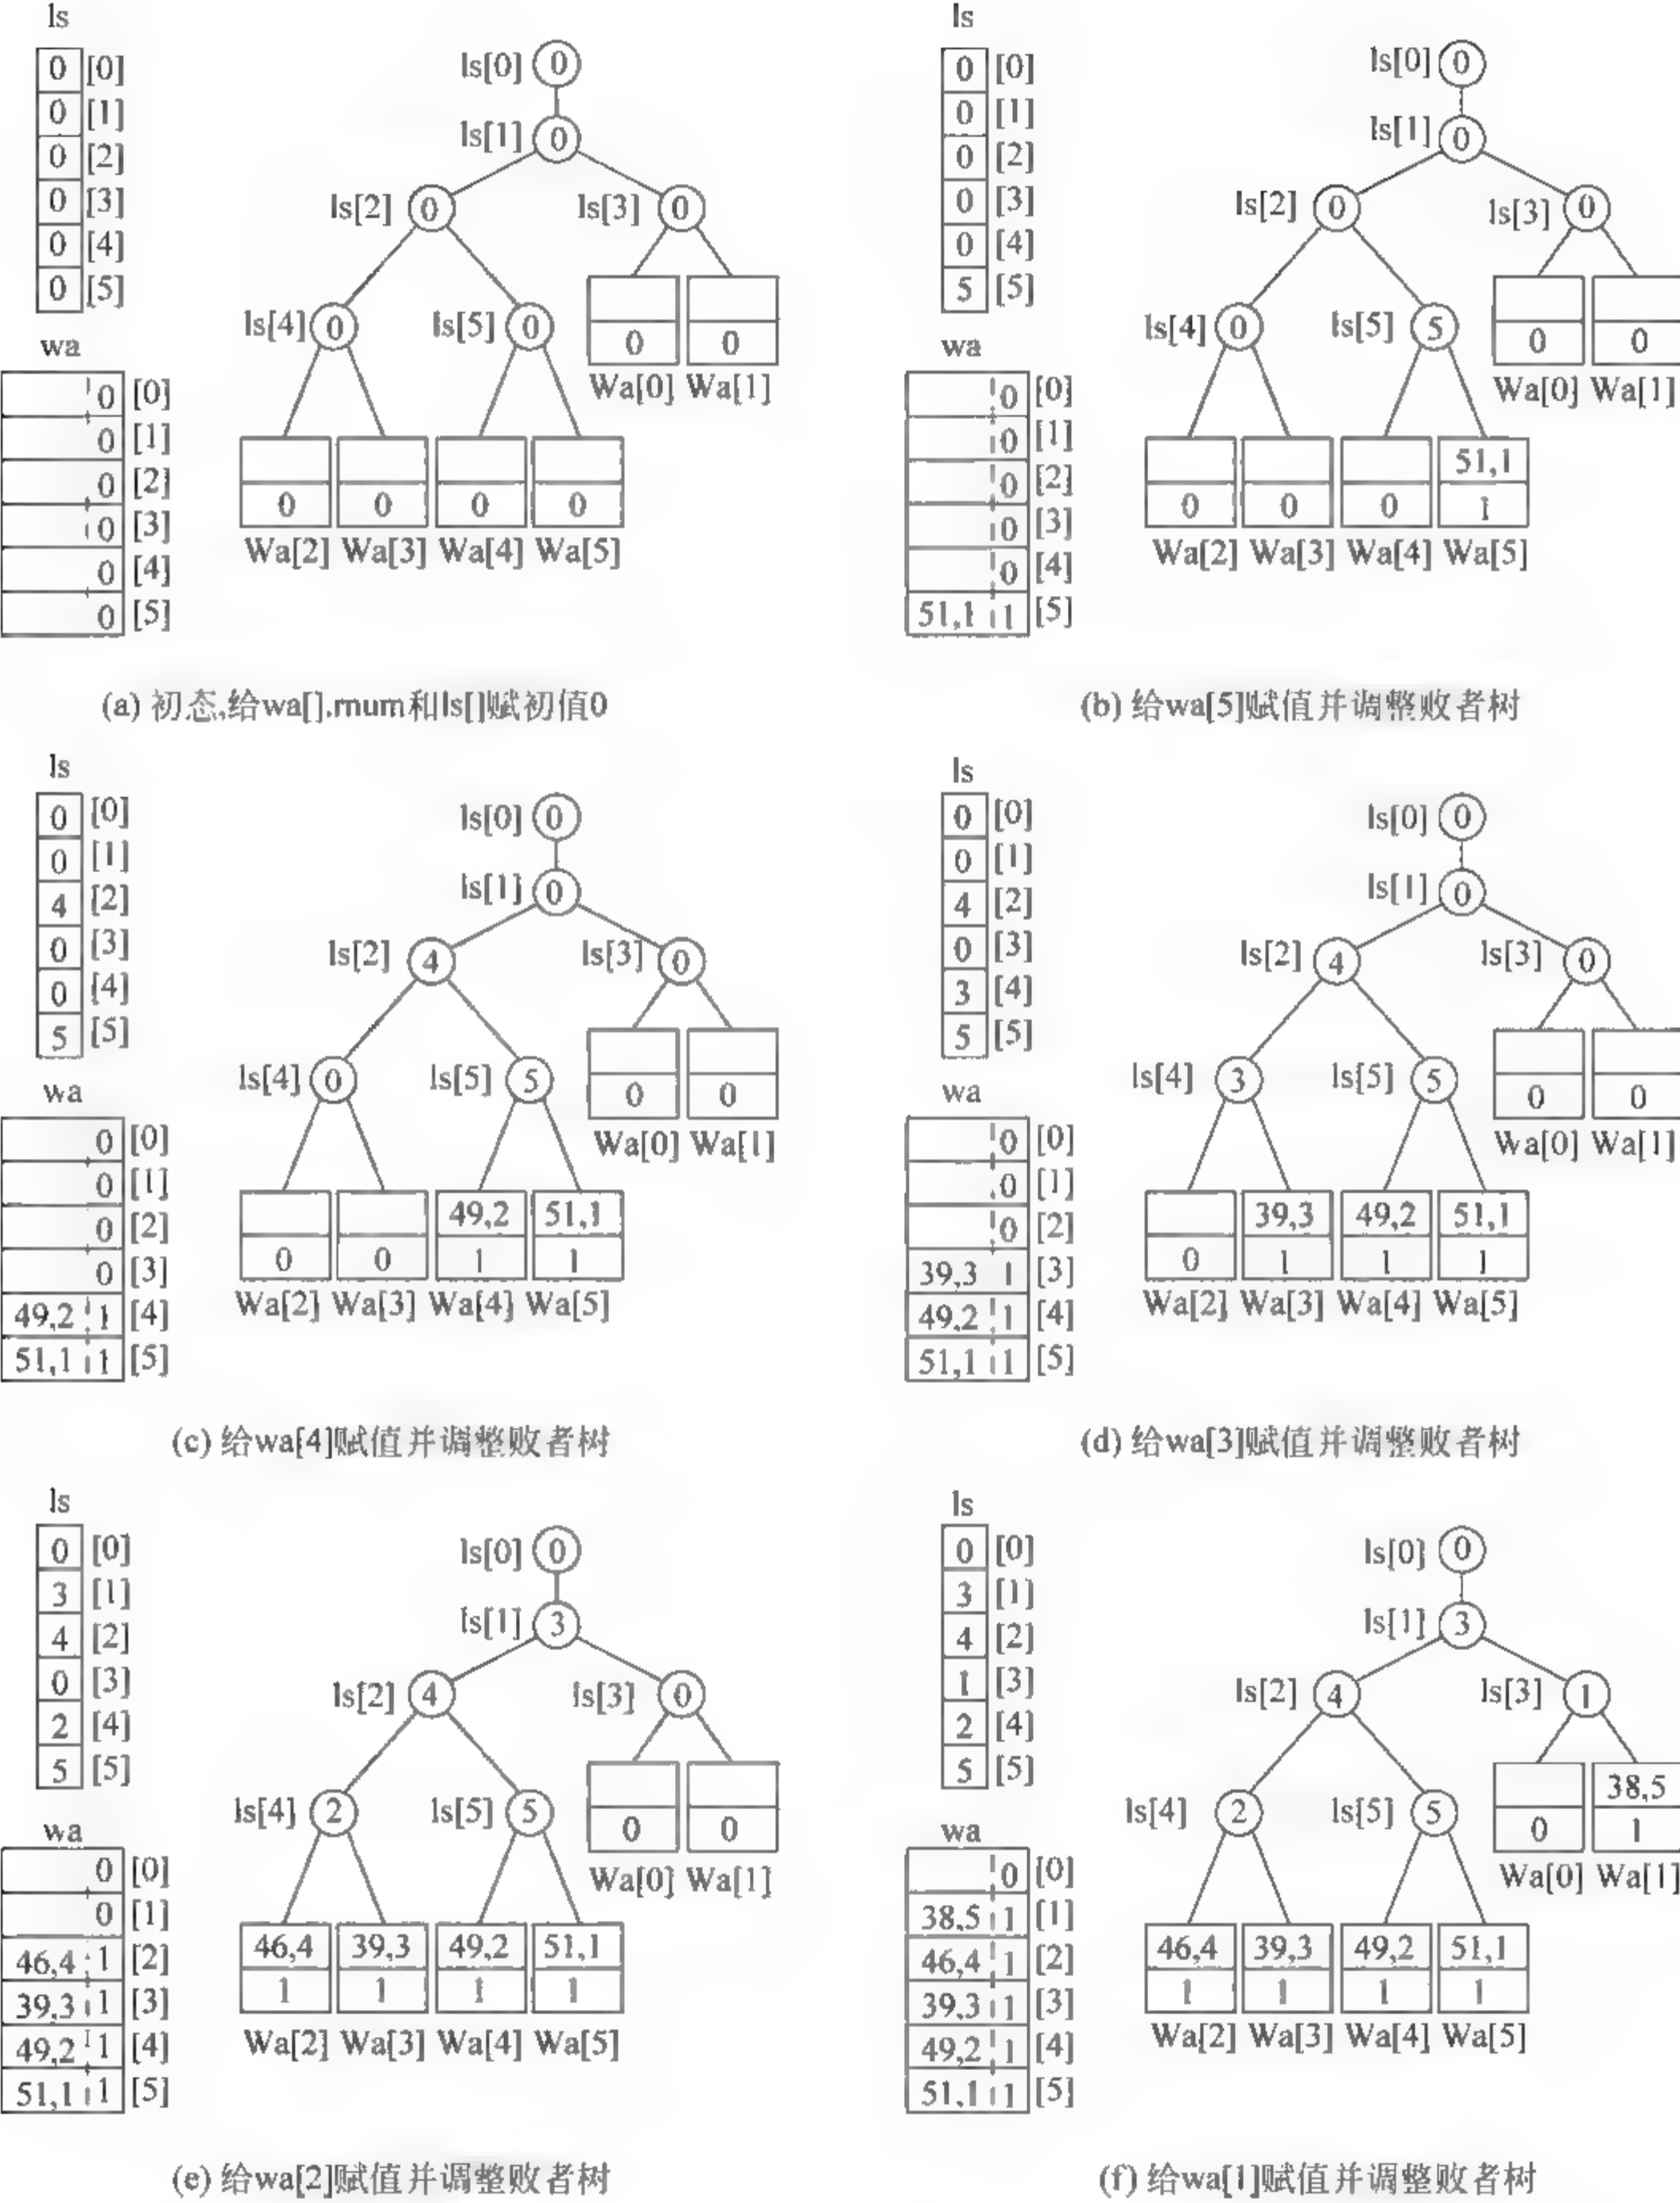 ls
0 [0]
0 [1]
0 [2]
0 [3]
0 [4]
0 [5]
wa
0 [0]
0 [1]
0 [2]
0 [3]
0 [4]
0 [5]
ls[0] 0
ls[1] 0
ls[2] 0 ls[3] 0
ls[4] 0 ls[5] 0
0 0
Wa[0] Wa[1]
0 0 0 0
Wa[2] Wa[3] Wa[4] Wa[5]
(a) 初态,给wa[].rnum和ls[]赋初值0
ls
0 [0]
0 [1]
0 [2]
0 [3]
0 [4]
5 [5]
wa
0 [0]
0 [1]
0 [2]
0 [3]
0 [4]
51,1 1 [5]
ls[0] 0
ls[1] 0
ls[2] 0 ls[3] 0
ls[4] 0 ls[5] 5
0 0
Wa[0] Wa[1]
51,1
0 0 0 1
Wa[2] Wa[3] Wa[4] Wa[5]
(b) 给wa[5]赋值并调整败者树
ls
0 [0]
0 [1]
4 [2]
0 [3]
0 [4]
5 [5]
wa
0 [0]
0 [1]
0 [2]
0 [3]
49,2 1 [4]
51,1 1 [5]
ls[0] 0
ls[1] 0
ls[2] 4 ls[3] 0
ls[4] 0 ls[5] 5
0 0
Wa[0] Wa[1]
49,2 51,1
0 0 1 1
Wa[2] Wa[3] Wa[4] Wa[5]
(c) 给wa[4]赋值并调整败者树
ls
0 [0]
0 [1]
4 [2]
0 [3]
3 [4]
5 [5]
wa
0 [0]
0 [1]
0 [2]
39,3 1 [3]
49,2 1 [4]
51,1 1 [5]
ls[0] 0
ls[1] 0
ls[2] 4 ls[3] 0
ls[4] 3 ls[5] 5
0 0
Wa[0] Wa[1]
39,3 49,2 51,1
0 1 1 1
Wa[2] Wa[3] Wa[4] Wa[5]
(d) 给wa[3]赋值并调整败者树
ls
0 [0]
3 [1]
4 [2]
0 [3]
2 [4]
5 [5]
wa
0 [0]
0 [1]
46,4 1 [2]
39,3 1 [3]
49,2 1 [4]
51,1 1 [5]
ls[0] 0
ls[1] 3
ls[2] 4 ls[3] 0
ls[4] 2 ls[5] 5
0 0
Wa[0] Wa[1]
46,4 39,3 49,2 51,1
1 1 1 1
Wa[2] Wa[3] Wa[4] Wa[5]
(e) 给wa[2]赋值并调整败者树
ls
0 [0]
3 [1]
4 [2]
1 [3]
2 [4]
5 [5]
wa
0 [0]
38,5 1 [1]
46,4 1 [2]
39,3 1 [3]
49,2 1 [4]
51,1 1 [5]
ls[0] 0
ls[1] 3
ls[2] 4 ls[3] 1
ls[4] 2 ls[5] 5
38,5
0 1
Wa[0] Wa[1]
46,4 39,3 49,2 51,1
1 1 1 1
Wa[2] Wa[3] Wa[4] Wa[5]
(f) 给wa[1]赋值并调整败者树